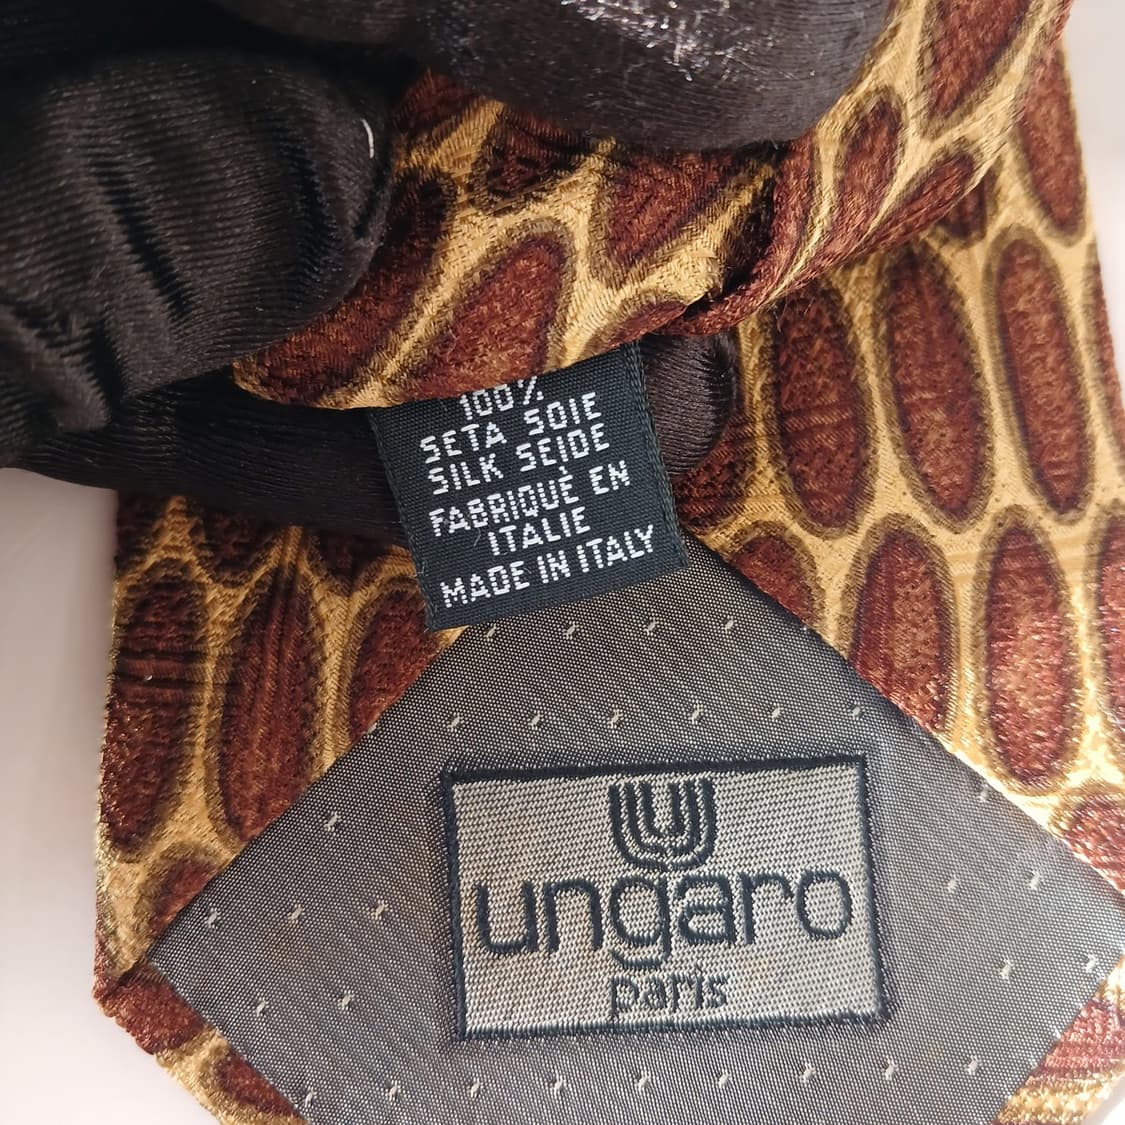 100%
SETA SOIE
SILK SEIDE
FABRIQUÈ EN
ITALIE
MADE IN ITALY
ungaro
paris